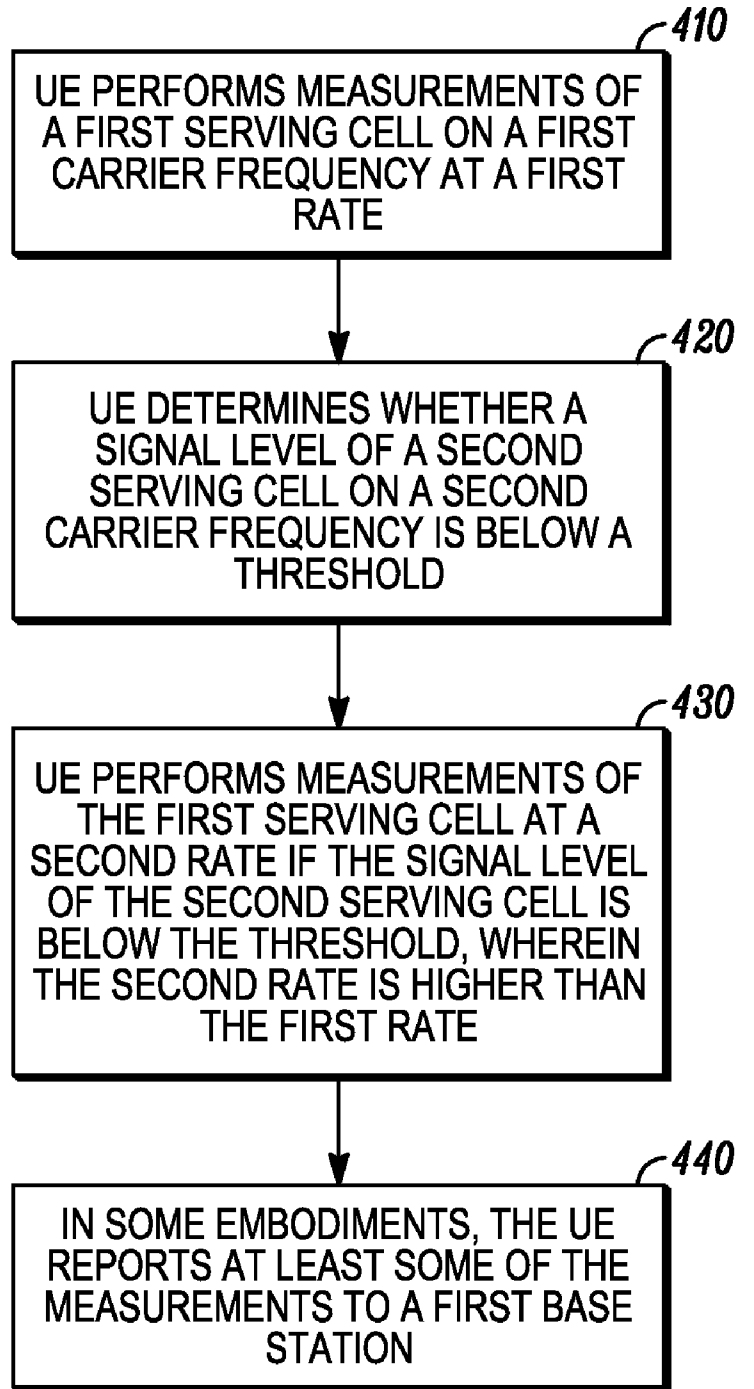 410
UE PERFORMS MEASUREMENTS OF
A FIRST SERVING CELL ON A FIRST
CARRIER FREQUENCY AT A FIRST
RATE
420
UE DETERMINES WHETHER A
SIGNAL LEVEL OF A SECOND
SERVING CELL ON A SECOND
CARRIER FREQUENCY IS BELOW A
THRESHOLD
430
UE PERFORMS MEASUREMENTS OF
THE FIRST SERVING CELL AT A
SECOND RATE IF THE SIGNAL LEVEL
OF THE SECOND SERVING CELL IS
BELOW THE THRESHOLD, WHEREIN
THE SECOND RATE IS HIGHER THAN
THE FIRST RATE
440
IN SOME EMBODIMENTS, THE UE
REPORTS AT LEAST SOME OF THE
MEASUREMENTS TO A FIRST BASE
STATION